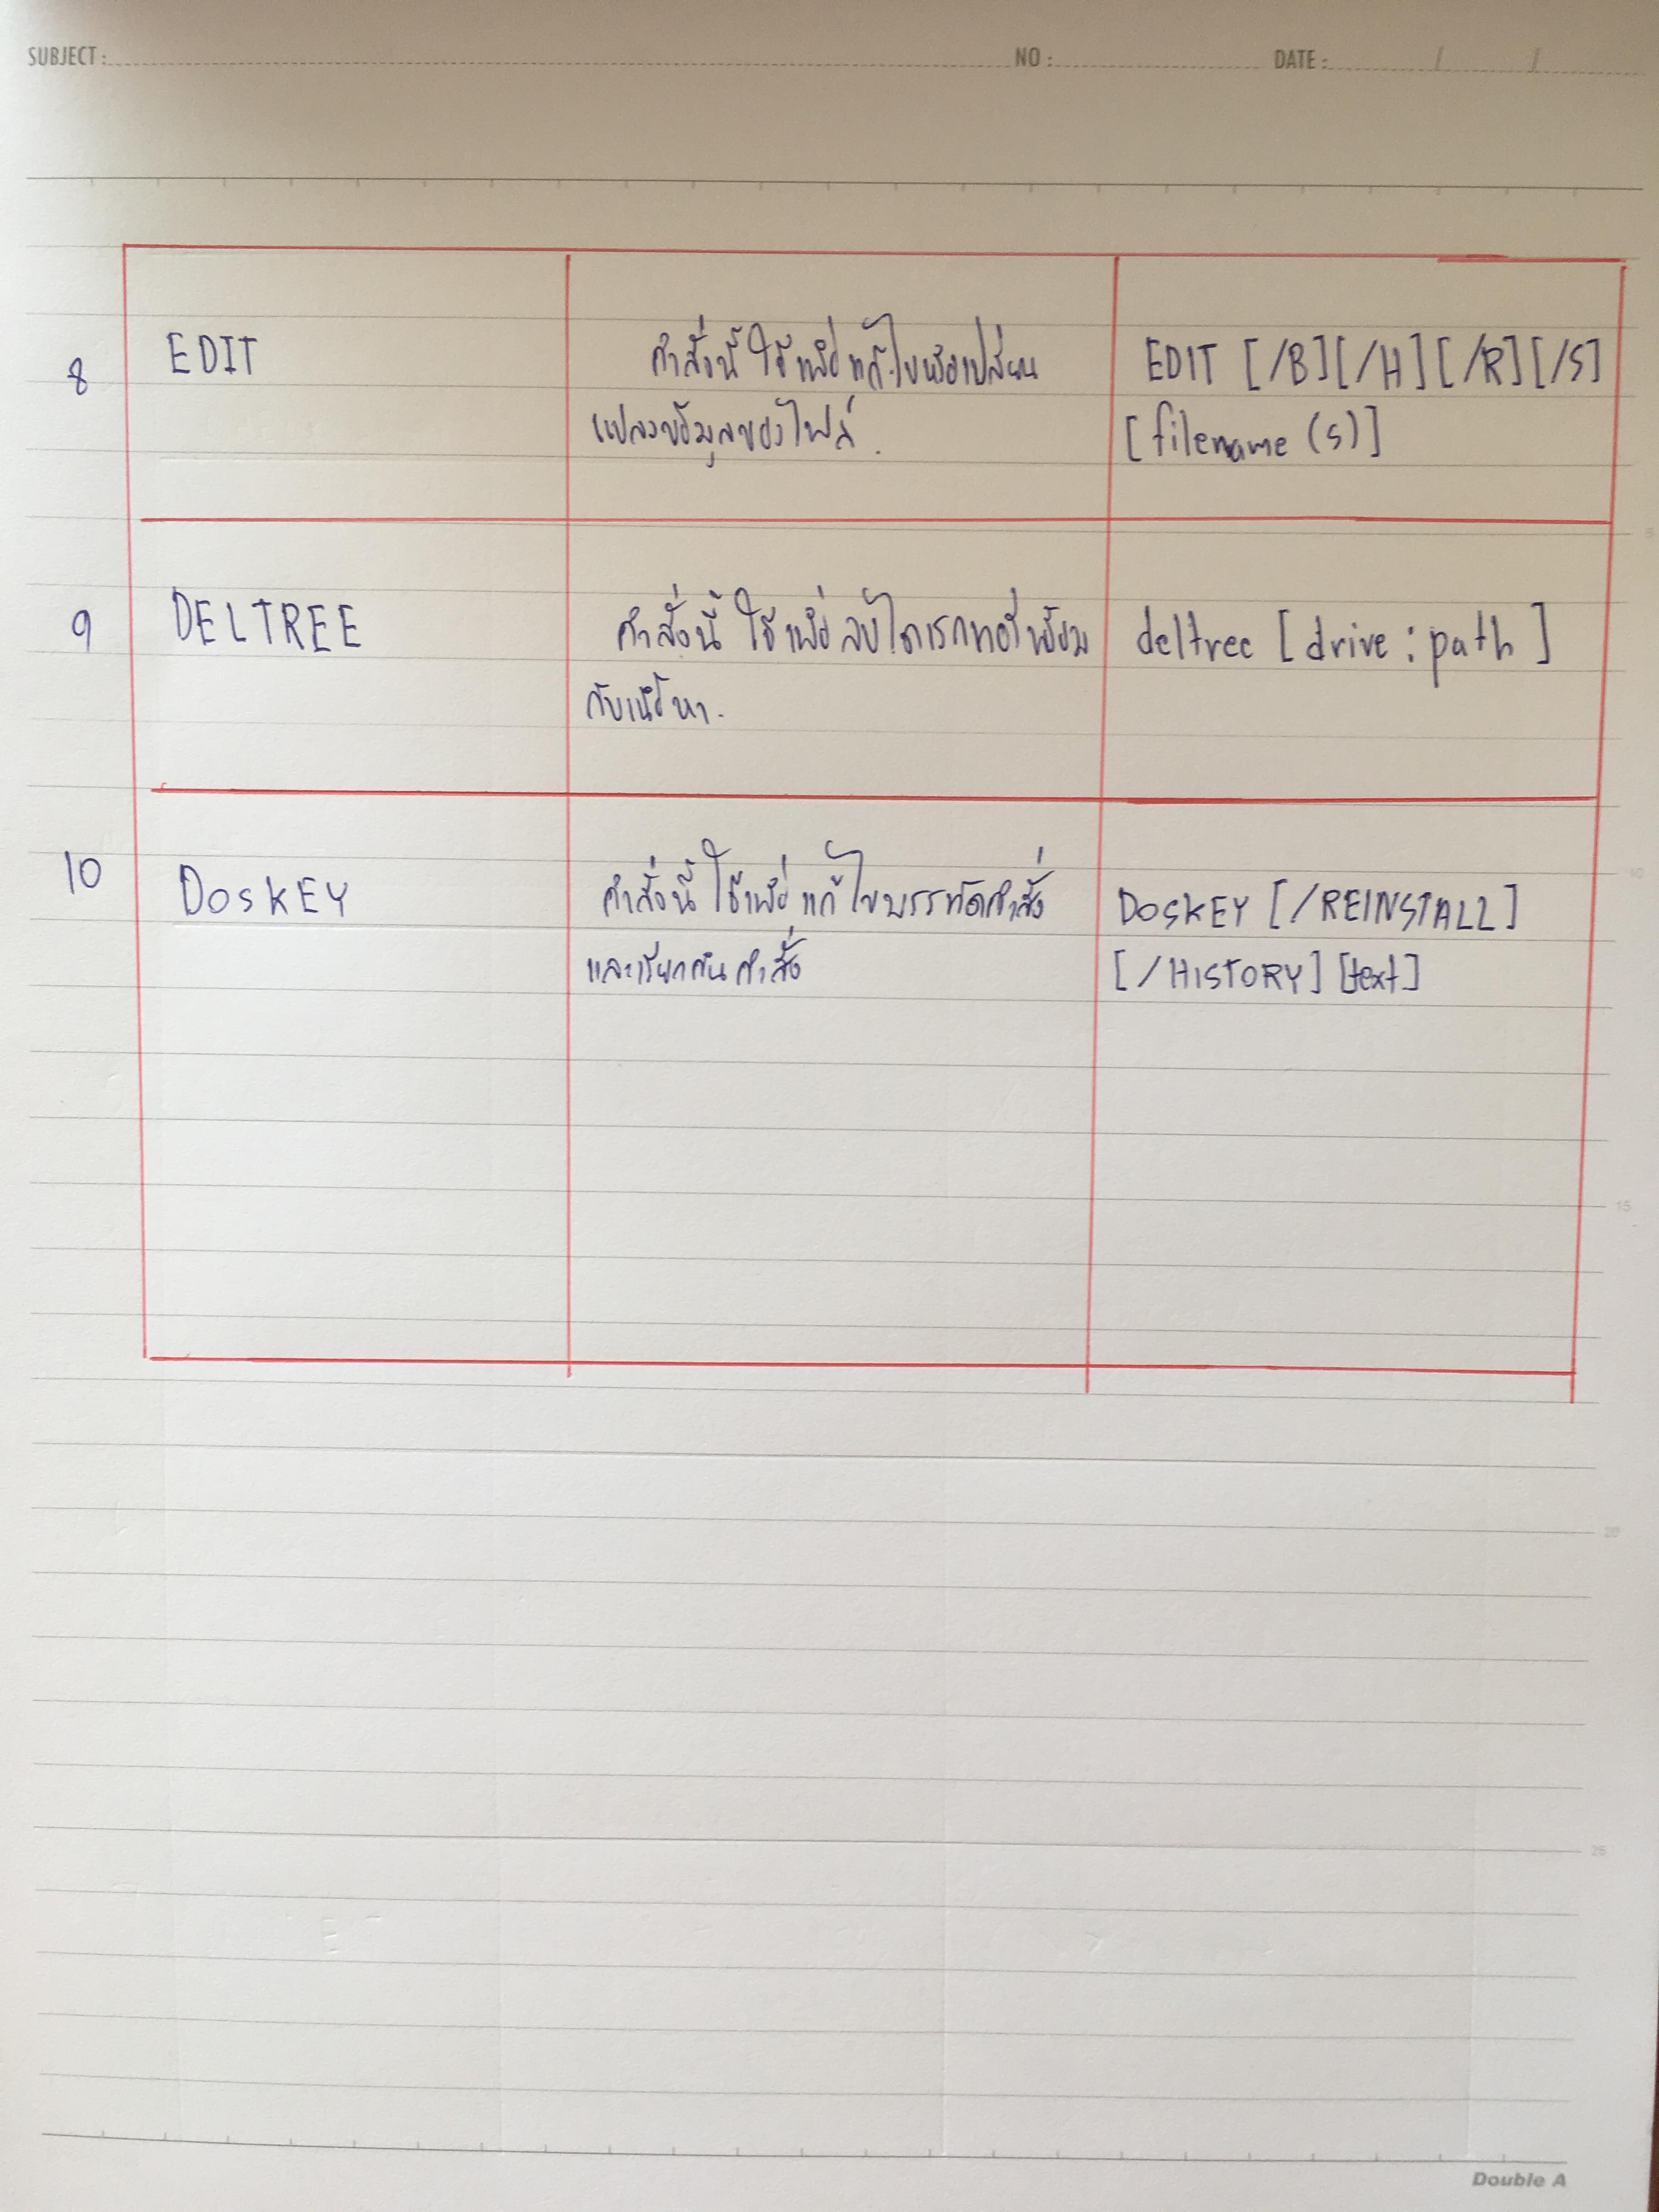 SUBJECT : NO : DATE : / /
8 EDIT คำสั่งนี้ ใช้เพื่อ แก้ไขหรือเปลี่ยน EDIT [/B][/H][/R][/S]
แปลงข้อมูลของไฟล์. [filename (s)]
5
9 DELTREE คำสั่งนี้ ใช้เพื่อ ลบไดเรกทอรี่พร้อม deltree [drive:path]
กับเนื้อหา.
10
10 DOSKEY คำสั่งนี้ ใช้เพื่อ แก้ไขบรรทัดคำสั่ง DOSKEY [/REINSTALL]
และเรียกคืนคำสั่ง [/HISTORY] [text]
15
20
25
Double A